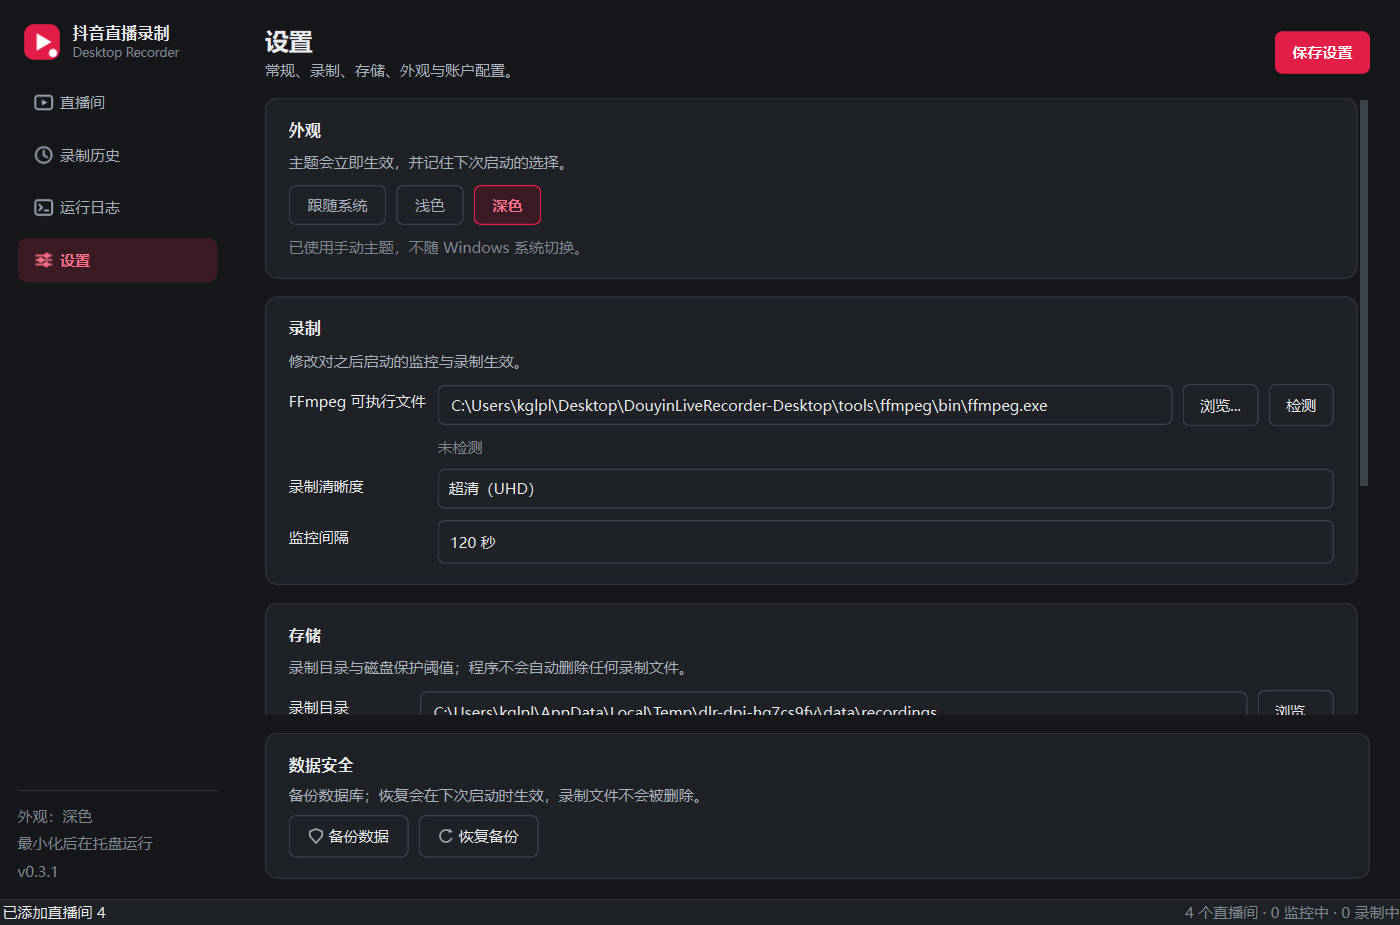 抖音直播录制
Desktop Recorder
直播间
录制历史
运行日志
设置
外观：深色
最小化后在托盘运行
v0.3.1
设置
常规、录制、存储、外观与账户配置。
保存设置
外观
主题会立即生效，并记住下次启动的选择。
跟随系统 浅色 深色
已使用手动主题，不随 Windows 系统切换。
录制
修改对之后启动的监控与录制生效。
FFmpeg 可执行文件 C:\Users\kglpl\Desktop\DouyinLiveRecorder-Desktop\tools\ffmpeg\bin\ffmpeg.exe 浏览... 检测
未检测
录制清晰度 超清（UHD）
监控间隔 120 秒
存储
录制目录与磁盘保护阈值；程序不会自动删除任何录制文件。
录制目录 C:\Users\kglpl\AppData\Local\Temp\dlr-dpi-hq7cs9fy\data\recordings 浏览
数据安全
备份数据库；恢复会在下次启动时生效，录制文件不会被删除。
备份数据 恢复备份
已添加直播间 4
4 个直播间 · 0 监控中 · 0 录制中